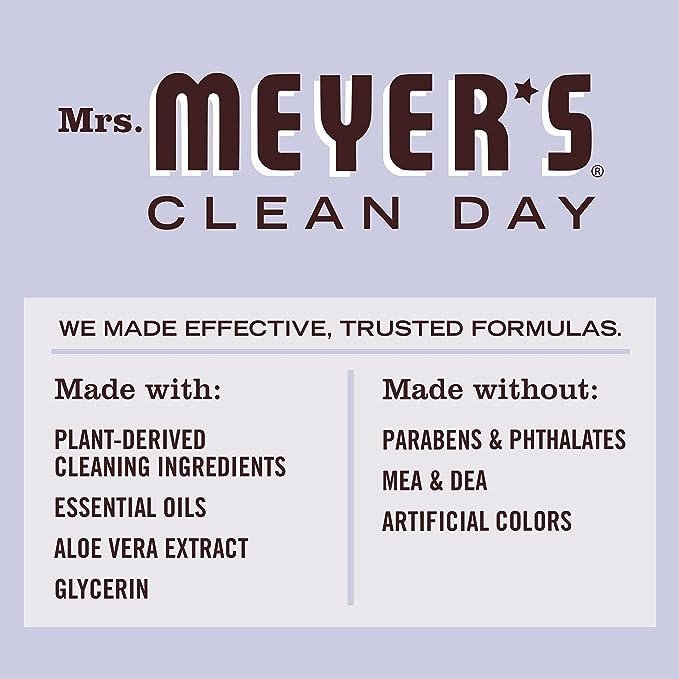 Mrs. MEYER'S®
CLEAN DAY
WE MADE EFFECTIVE, TRUSTED FORMULAS.
Made with:
PLANT-DERIVED
CLEANING INGREDIENTS
ESSENTIAL OILS
ALOE VERA EXTRACT
GLYCERIN
Made without:
PARABENS & PHTHALATES
MEA & DEA
ARTIFICIAL COLORS